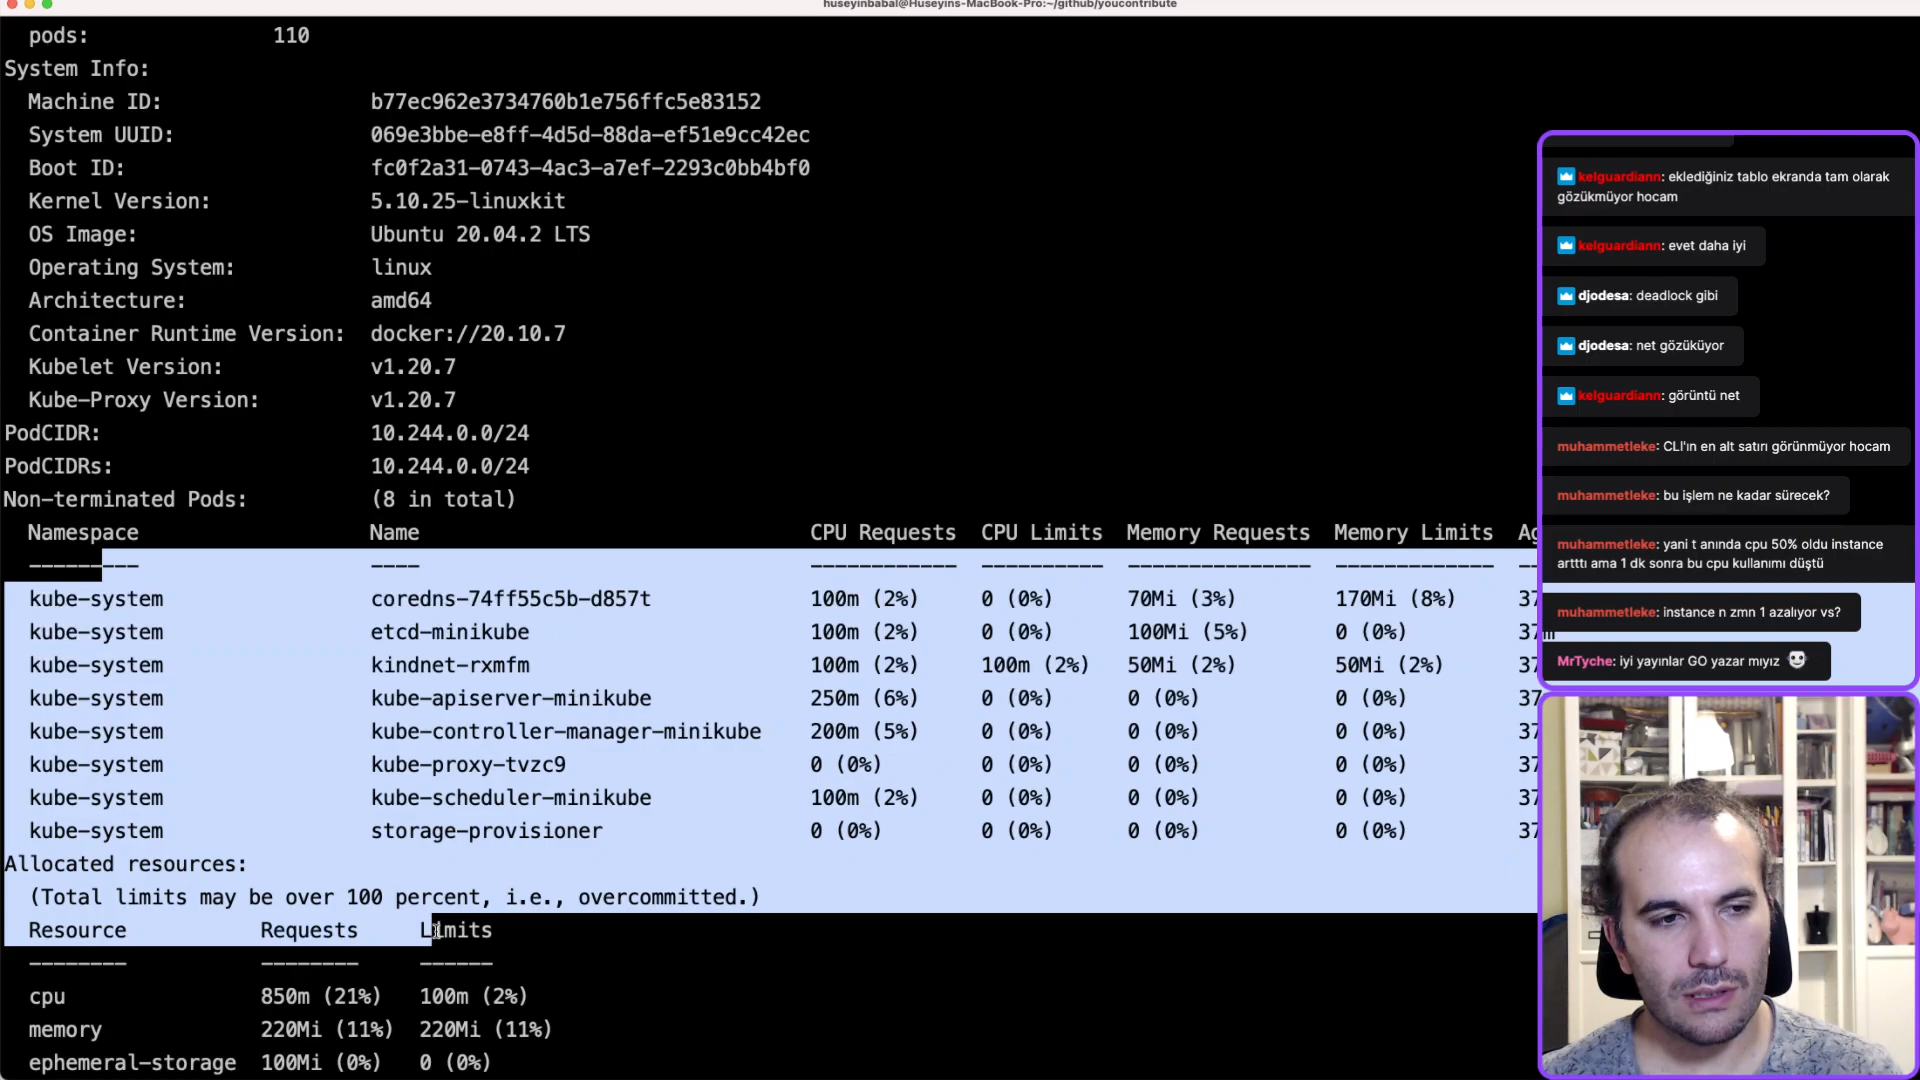 huseyinbabal@Huseyins-MacBook-Pro:~/github/youcontribute
pods: 110
System Info:
Machine ID: b77ec962e3734760b1e756ffc5e83152
System UUID: 069e3bbe-e8ff-4d5d-88da-ef51e9cc42ec
Boot ID: fc0f2a31-0743-4ac3-a7ef-2293c0bb4bf0
Kernel Version: 5.10.25-linuxkit
OS Image: Ubuntu 20.04.2 LTS
Operating System: linux
Architecture: amd64
Container Runtime Version: docker://20.10.7
Kubelet Version: v1.20.7
Kube-Proxy Version: v1.20.7
PodCIDR: 10.244.0.0/24
PodCIDRs: 10.244.0.0/24
Non-terminated Pods: (8 in total)
Namespace Name CPU Requests CPU Limits Memory Requests Memory Limits Ag
--------- ---- ------------ ---------- --------------- ------------- --
kube-system coredns-74ff55c5b-d857t 100m (2%) 0 (0%) 70Mi (3%) 170Mi (8%) 37
kube-system etcd-minikube 100m (2%) 0 (0%) 100Mi (5%) 0 (0%) 37m
kube-system kindnet-rxmfm 100m (2%) 100m (2%) 50Mi (2%) 50Mi (2%) 37
kube-system kube-apiserver-minikube 250m (6%) 0 (0%) 0 (0%) 0 (0%) 37
kube-system kube-controller-manager-minikube 200m (5%) 0 (0%) 0 (0%) 0 (0%) 37
kube-system kube-proxy-tvzc9 0 (0%) 0 (0%) 0 (0%) 0 (0%) 37
kube-system kube-scheduler-minikube 100m (2%) 0 (0%) 0 (0%) 0 (0%) 37
kube-system storage-provisioner 0 (0%) 0 (0%) 0 (0%) 0 (0%) 37
Allocated resources:
(Total limits may be over 100 percent, i.e., overcommitted.)
Resource Requests Limits
-------- -------- ------
cpu 850m (21%) 100m (2%)
memory 220Mi (11%) 220Mi (11%)
ephemeral-storage 100Mi (0%) 0 (0%)
kelguardiann: eklediğiniz tablo ekranda tam olarak
gözükmüyor hocam
kelguardiann: evet daha iyi
djodesa: deadlock gibi
djodesa: net gözüküyor
kelguardiann: görüntü net
muhammetleke: CLI'ın en alt satırı görünmüyor hocam
muhammetleke: bu işlem ne kadar sürecek?
muhammetleke: yani t anında cpu 50% oldu instance
artttı ama 1 dk sonra bu cpu kullanımı düştü
muhammetleke: instance n zmn 1 azalıyor vs?
MrTyche: iyi yayınlar GO yazar mıyız